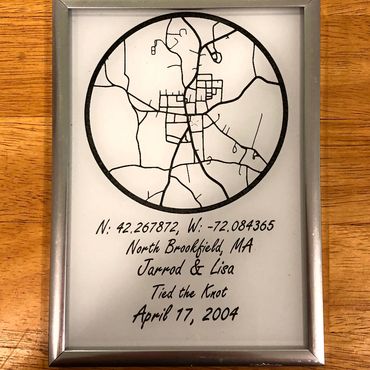 N: 42.267872, W: -72.084365
North Brookfield, MA
Jarrod & Lisa
Tied the Knot
April 17, 2004